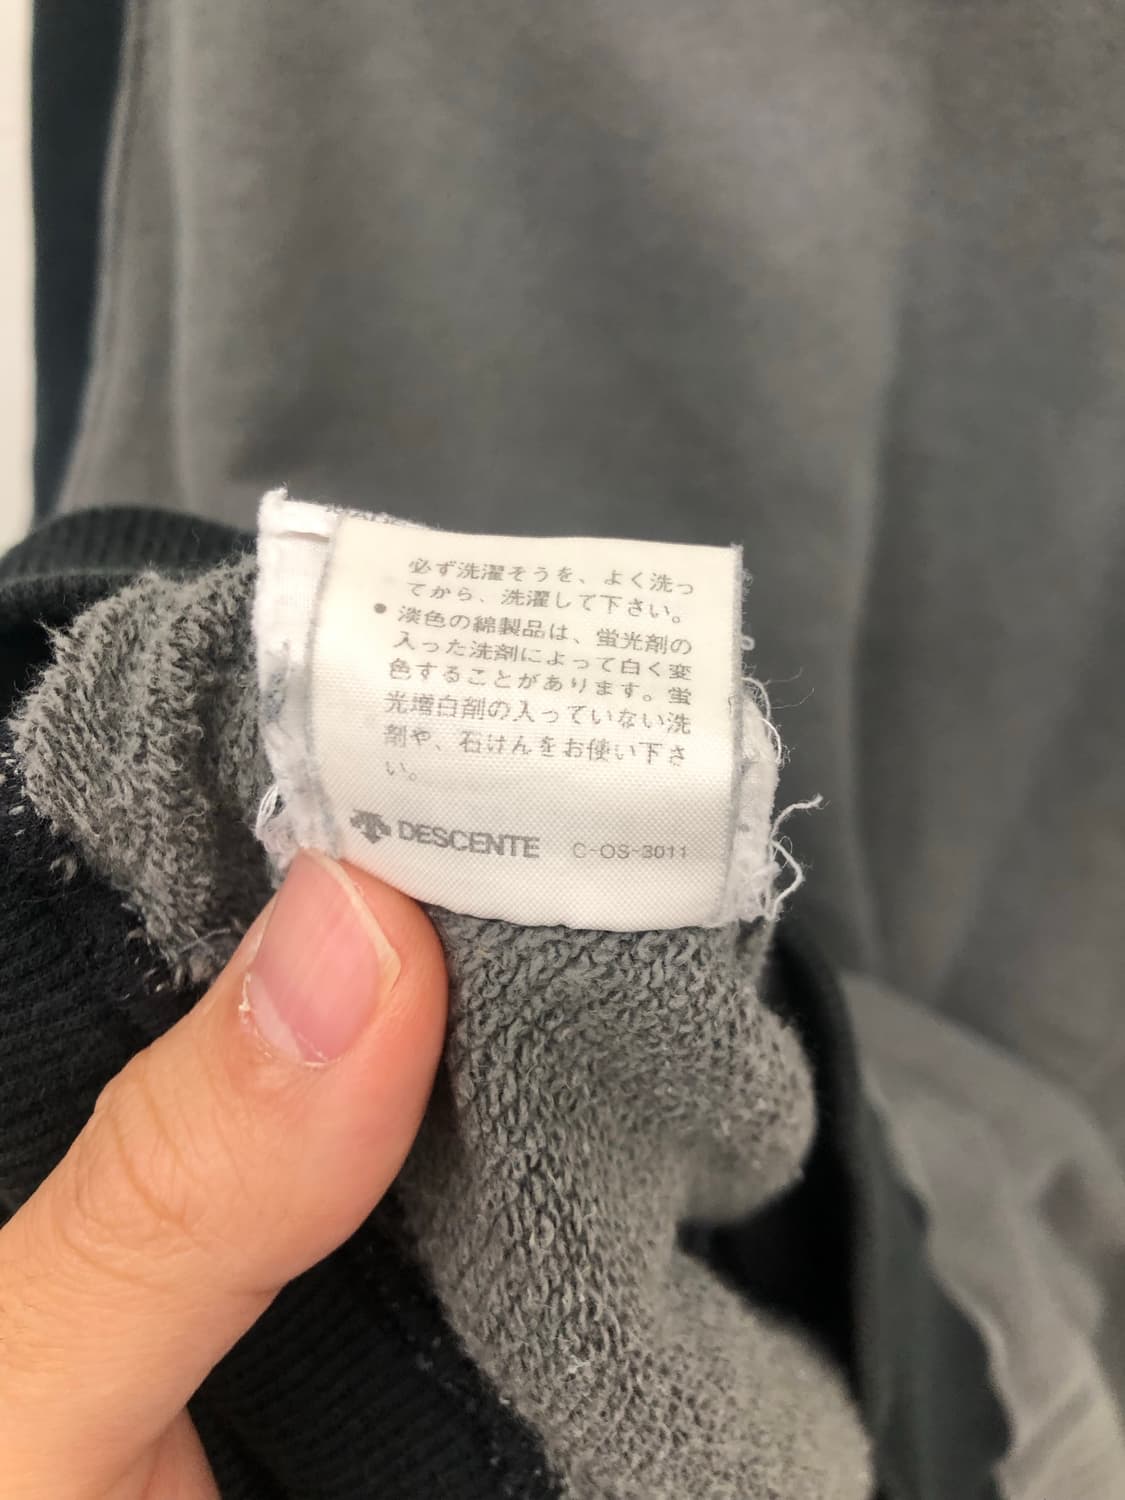 必ず洗濯そうを、よく洗っ
てから、洗濯して下さい。
● 淡色の綿製品は、蛍光剤の
入った洗剤によって白く変
色することがあります。蛍
光増白剤の入っていない洗
剤や、石けんをお使い下さ
い。
DESCENTE C-OS-3011